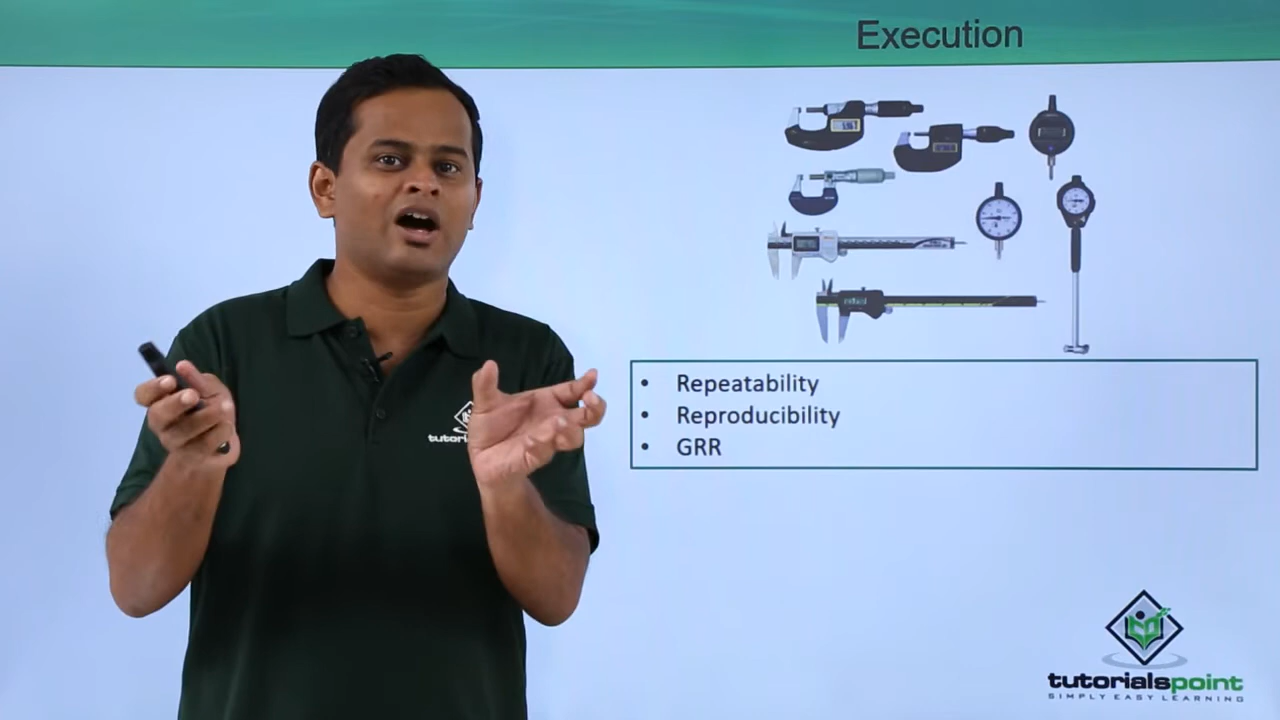 Execution
• Repeatability
• Reproducibility
• GRR
tutorialspoint
SIMPLY EASY LEARNING